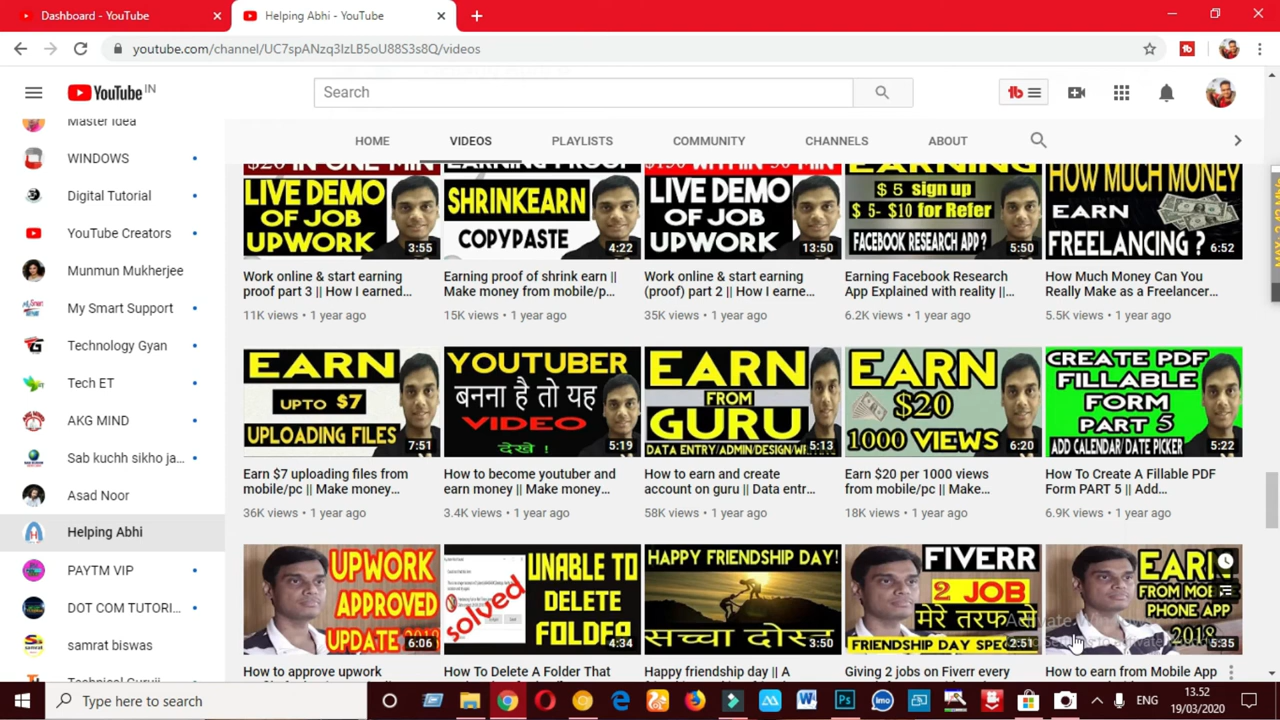 Dashboard - YouTube
Helping Abhi - YouTube
youtube.com/channel/UC7spANzq3IzLB5oU88S3s8Q/videos
YouTube IN
Search
tb
HOME
VIDEOS
PLAYLISTS
COMMUNITY
CHANNELS
ABOUT
Master Idea
WINDOWS
Digital Tutorial
YouTube Creators
Munmun Mukherjee
My Smart Support
Technology Gyan
Tech ET
AKG MIND
Sab kuchh sikho ja...
Asad Noor
Helping Abhi
PAYTM VIP
DOT COM TUTORI...
samrat biswas
Technical Guruji
$20 IN ONE MIN
LIVE DEMO
OF JOB
UPWORK
3:55
EARNING PROOF
SHRINKEARN
COPYPASTE
4:22
LIVE DEMO
OF JOB
UPWORK
13:50
EARNING
$ 5 sign up
$ 5- $10 for Refer
FACEBOOK RESEARCH APP?
5:50
HOW MUCH MONEY
EARN
FREELANCING ?
6:52
Work online & start earning
proof part 3 || How I earned...
11K views • 1 year ago
Earning proof of shrink earn ||
Make money from mobile/p...
15K views • 1 year ago
Work online & start earning
(proof) part 2 || How I earne...
35K views • 1 year ago
Earning Facebook Research
App Explained with reality ||...
6.2K views • 1 year ago
How Much Money Can You
Really Make as a Freelancer...
5.5K views • 1 year ago
EARN
UPTO $7
UPLOADING FILES
7:51
YOUTUBER
बनना है तो यह
VIDEO
देखे !
5:19
EARN
FROM
GURU
DATA ENTRY/ADMIN/DESIGN/WRI
5:13
EARN
$20
1000 VIEWS
6:20
CREATE PDF
FILLABLE
FORM
PART 5
ADD CALENDAR/DATE PICKER
5:22
Earn $7 uploading files from
mobile/pc || Make money...
36K views • 1 year ago
How to become youtuber and
earn money || Make money...
3.4K views • 1 year ago
How to earn and create
account on guru || Data entr...
58K views • 1 year ago
Earn $20 per 1000 views
from mobile/pc || Make...
18K views • 1 year ago
How To Create A Fillable PDF
Form PART 5 || Add...
6.9K views • 1 year ago
UPWORK
APPROVED
UPDATE
6:06
solved
UNABLE TO
DELETE
FOLDER
4:34
HAPPY FRIENDSHIP DAY!
सच्चा दोस्त
3:50
FIVERR
2 JOB
मेरे तरफ से
FRIENDSHIP DAY SPEC
2:51
EARN
FROM MOBILE
PHONE APP
2018
5:35
Activate Windows
How to approve upwork
How To Delete A Folder That
Happy friendship day || A
Giving 2 jobs on Fiverr every
How to earn from Mobile App
Type here to search
ENG
13.52
19/03/2020